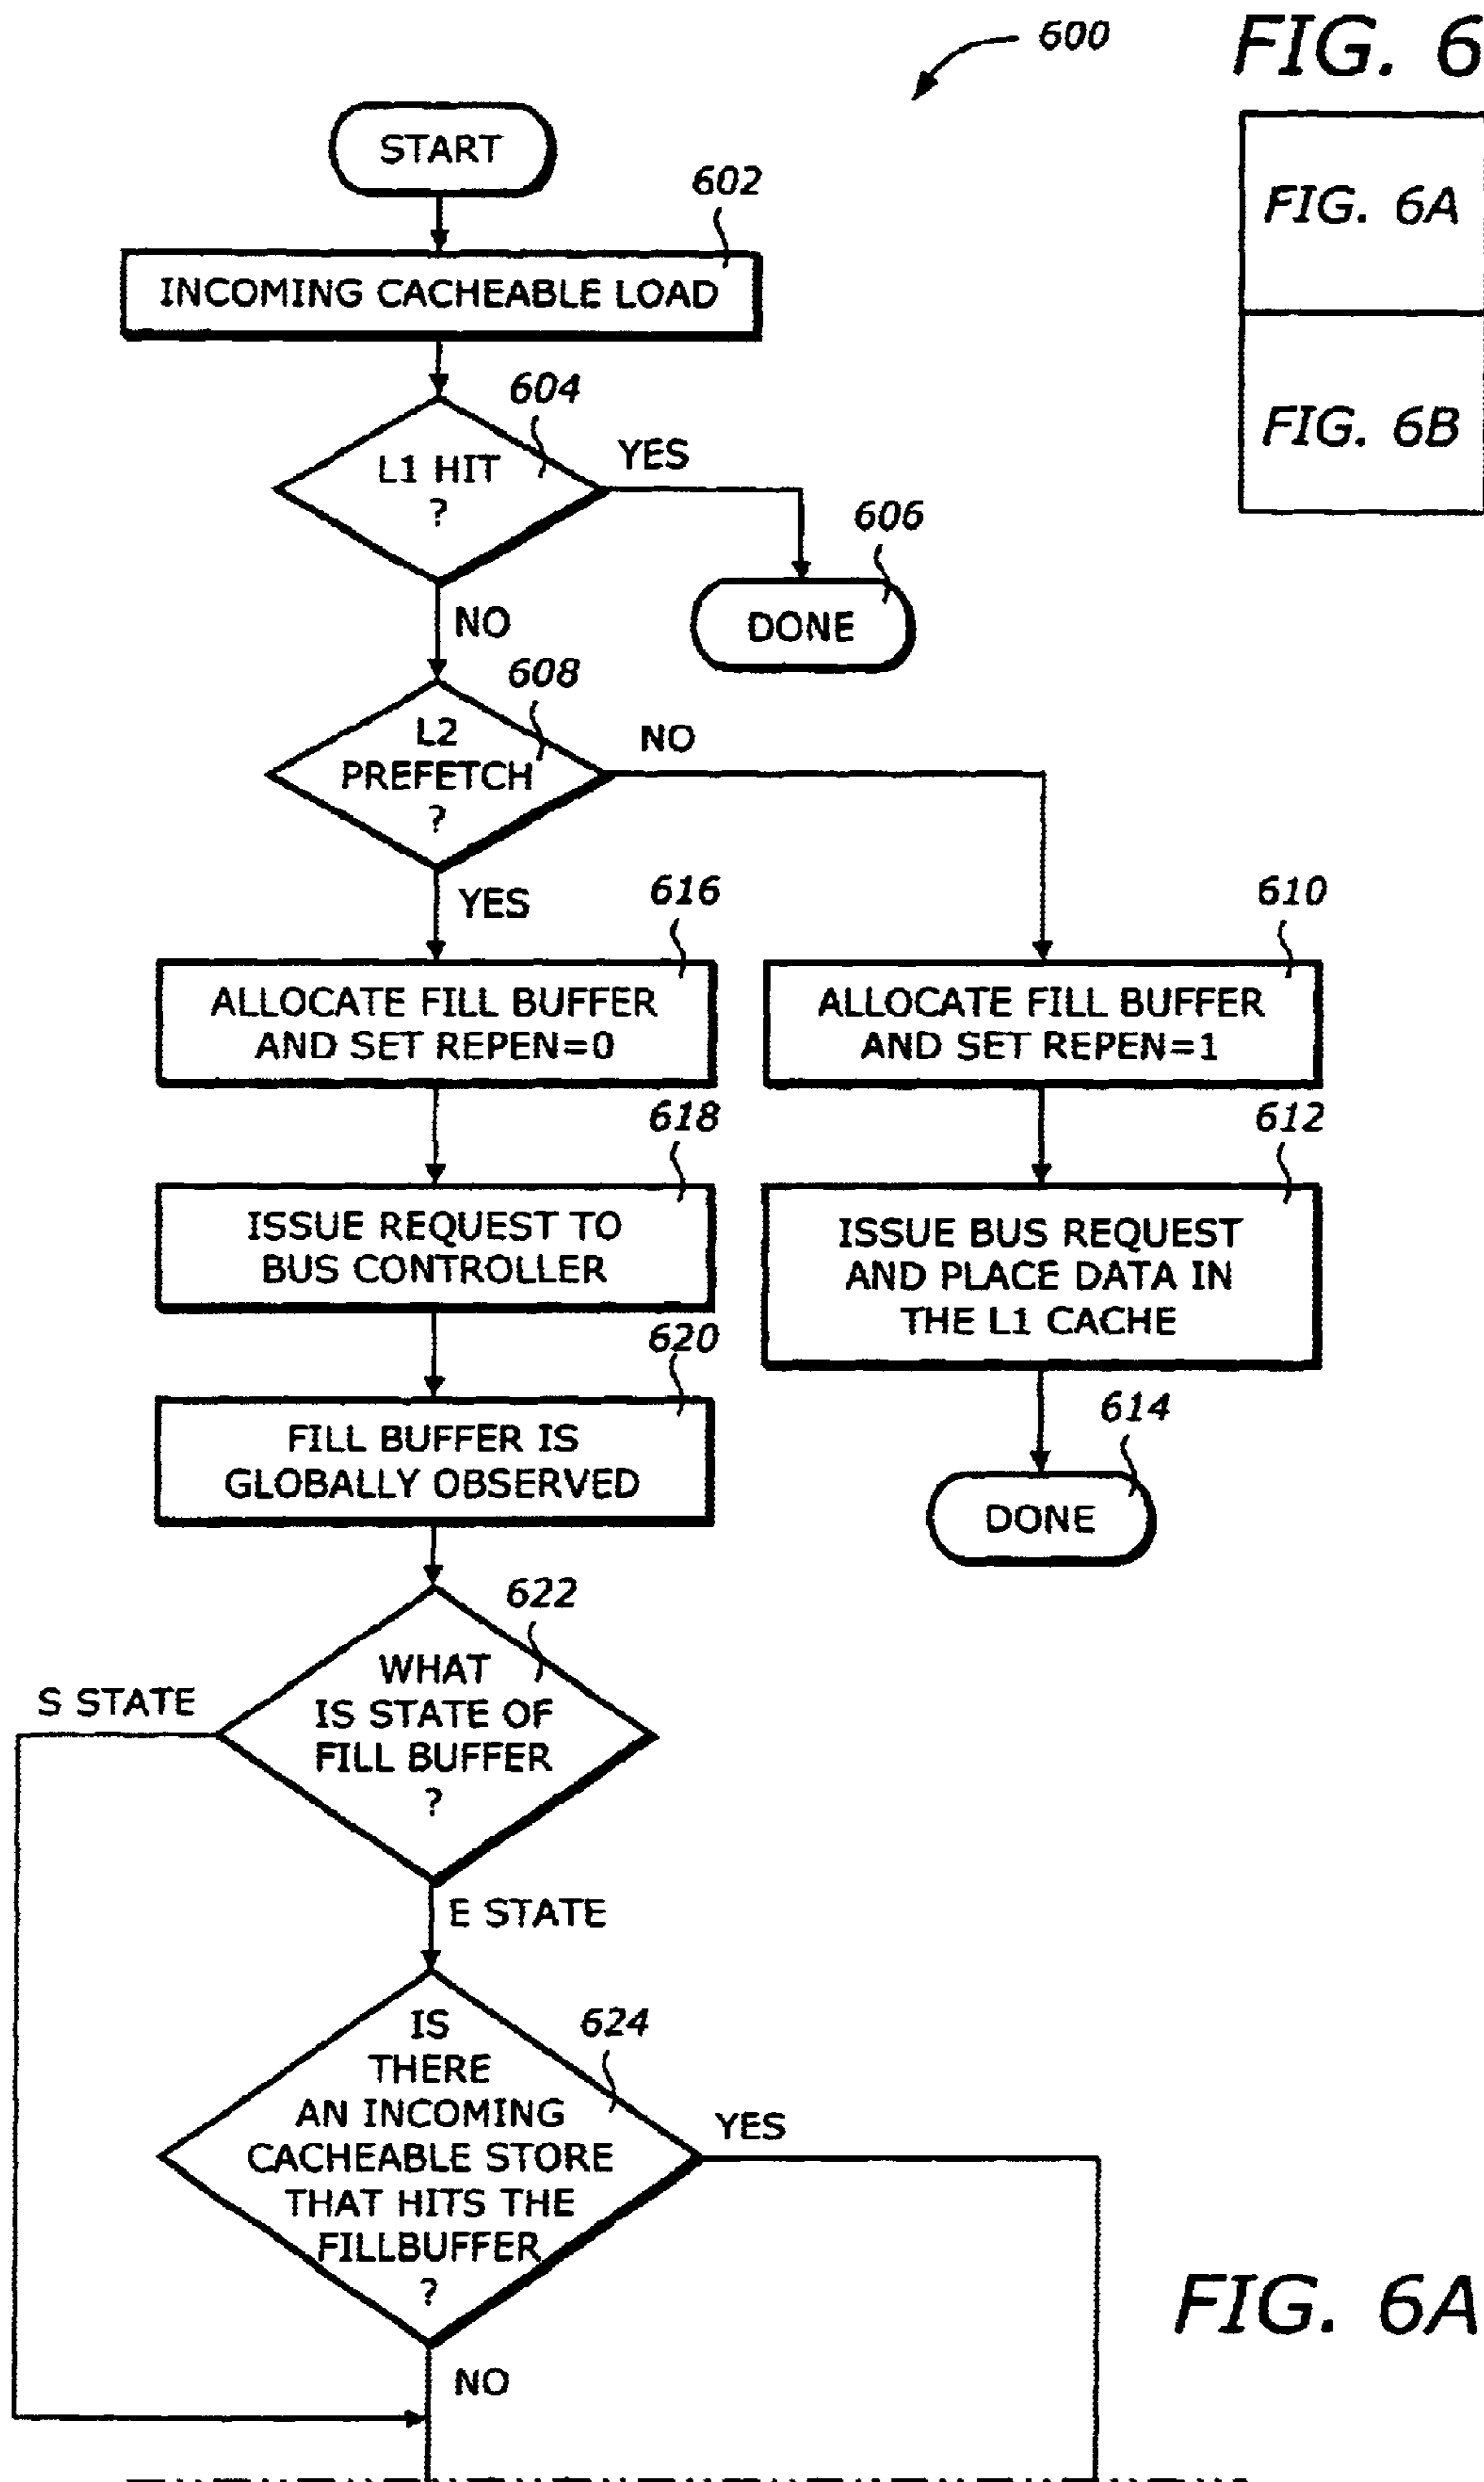 600
FIG. 6
FIG. 6A
FIG. 6B
START
602
INCOMING CACHEABLE LOAD
604
L1 HIT
?
YES
606
DONE
NO
608
L2
PREFETCH
?
NO
YES
616
ALLOCATE FILL BUFFER
AND SET REPEN=0
610
ALLOCATE FILL BUFFER
AND SET REPEN=1
618
ISSUE REQUEST TO
BUS CONTROLLER
612
ISSUE BUS REQUEST
AND PLACE DATA IN
THE L1 CACHE
620
FILL BUFFER IS
GLOBALLY OBSERVED
614
DONE
622
WHAT
IS STATE OF
FILL BUFFER
?
S STATE
E STATE
624
IS
THERE
AN INCOMING
CACHEABLE STORE
THAT HITS THE
FILLBUFFER
?
YES
NO
FIG. 6A